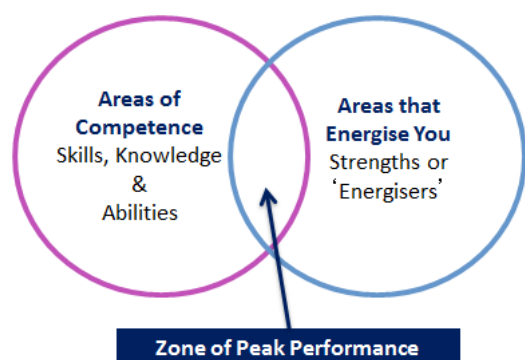 Areas of
Competence
Skills, Knowledge
&
Abilities
Areas that
Energise You
Strengths or
‘Energisers’
Zone of Peak Performance